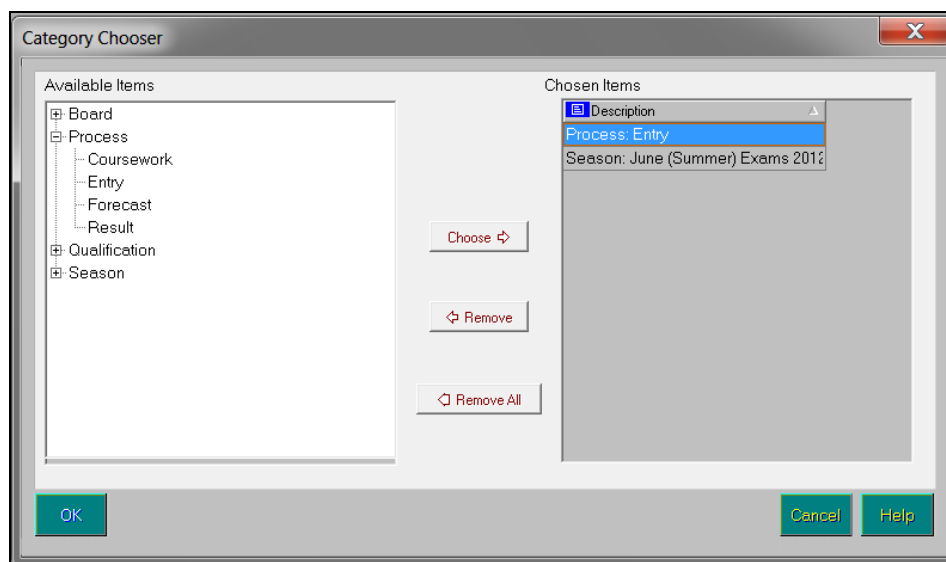 Category Chooser
X
Available Items
Board
Process
Coursework
Entry
Forecast
Result
Qualification
Season
Choose
Remove
Remove All
Chosen Items
Description
Process: Entry
Season: June (Summer) Exams 2012
OK
Cancel
Help